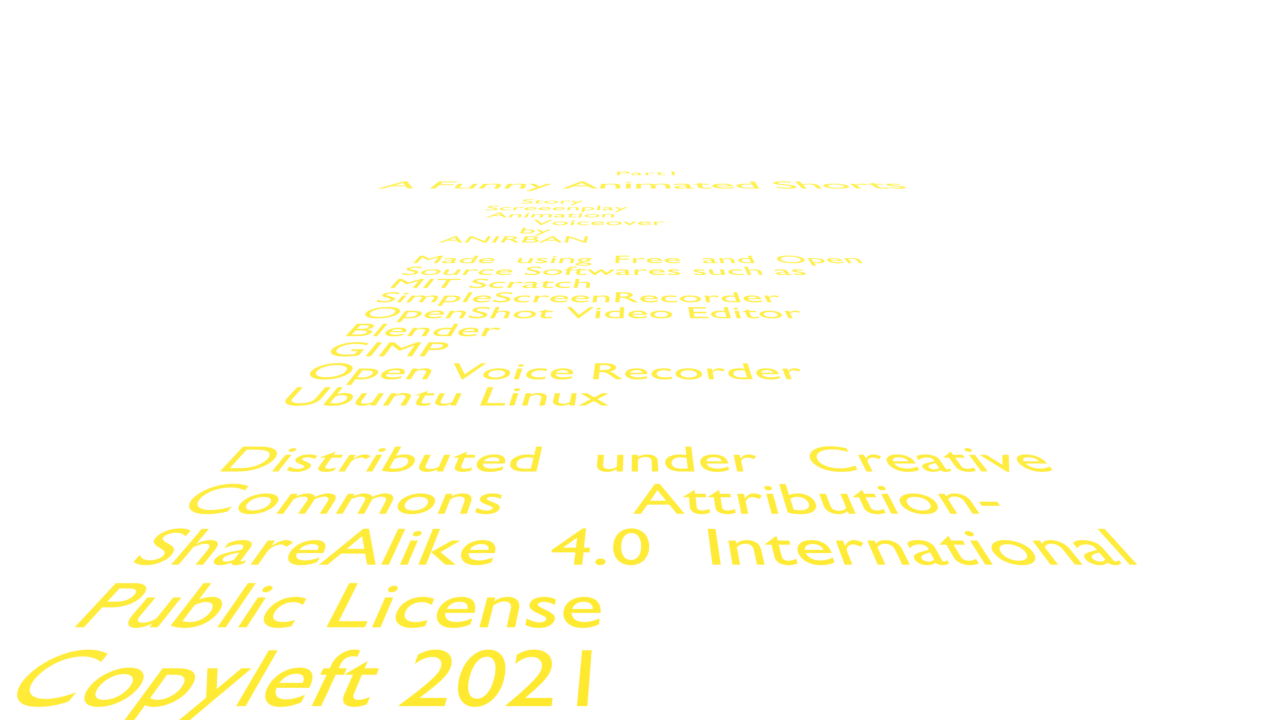 Part I
A Funny Animated Shorts
Story
Screeenplay
Animation
Voiceover
by
ANIRBAN
Made using Free and Open
Source Softwares such as
MIT Scratch
SimpleScreenRecorder
OpenShot Video Editor
Blender
GIMP
Open Voice Recorder
Ubuntu Linux
Distributed under Creative
Commons Attribution-
ShareAlike 4.0 International
Public License
Copyleft 2021